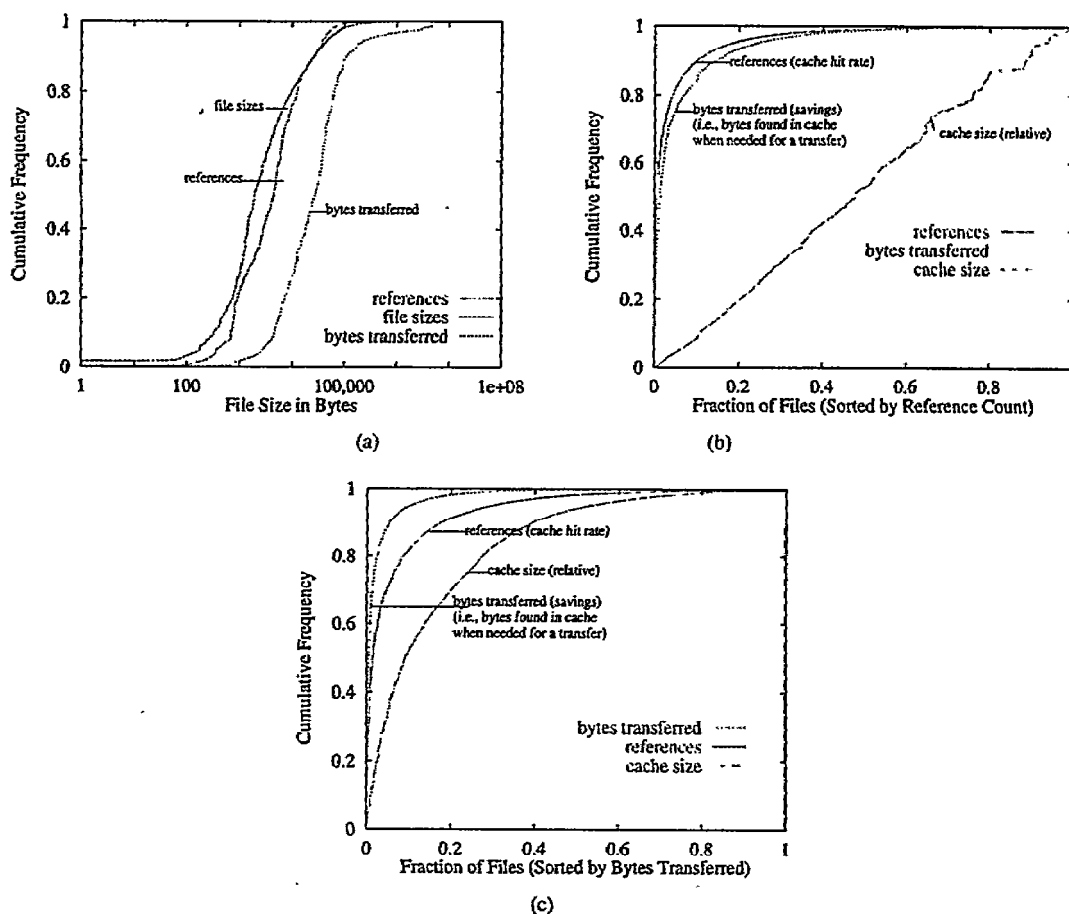 1
0.8
0.6
0.4
0.2
0
Cumulative Frequency
file sizes
references
bytes transferred
references
file sizes
bytes transferred
1
100
100,000
1e+08
File Size in Bytes
(a)
1
0.8
0.6
0.4
0.2
0
Cumulative Frequency
references (cache hit rate)
bytes transferred (savings)
(i.e., bytes found in cache
when needed for a transfer)
cache size (relative)
references
bytes transferred
cache size
0
0.2
0.4
0.6
0.8
Fraction of Files (Sorted by Reference Count)
(b)
1
0.8
0.6
0.4
0.2
0
Cumulative Frequency
references (cache hit rate)
cache size (relative)
bytes transferred (savings)
(i.e., bytes found in cache
when needed for a transfer)
bytes transferred
references
cache size
0
0.2
0.4
0.6
0.8
1
Fraction of Files (Sorted by Bytes Transferred)
(c)